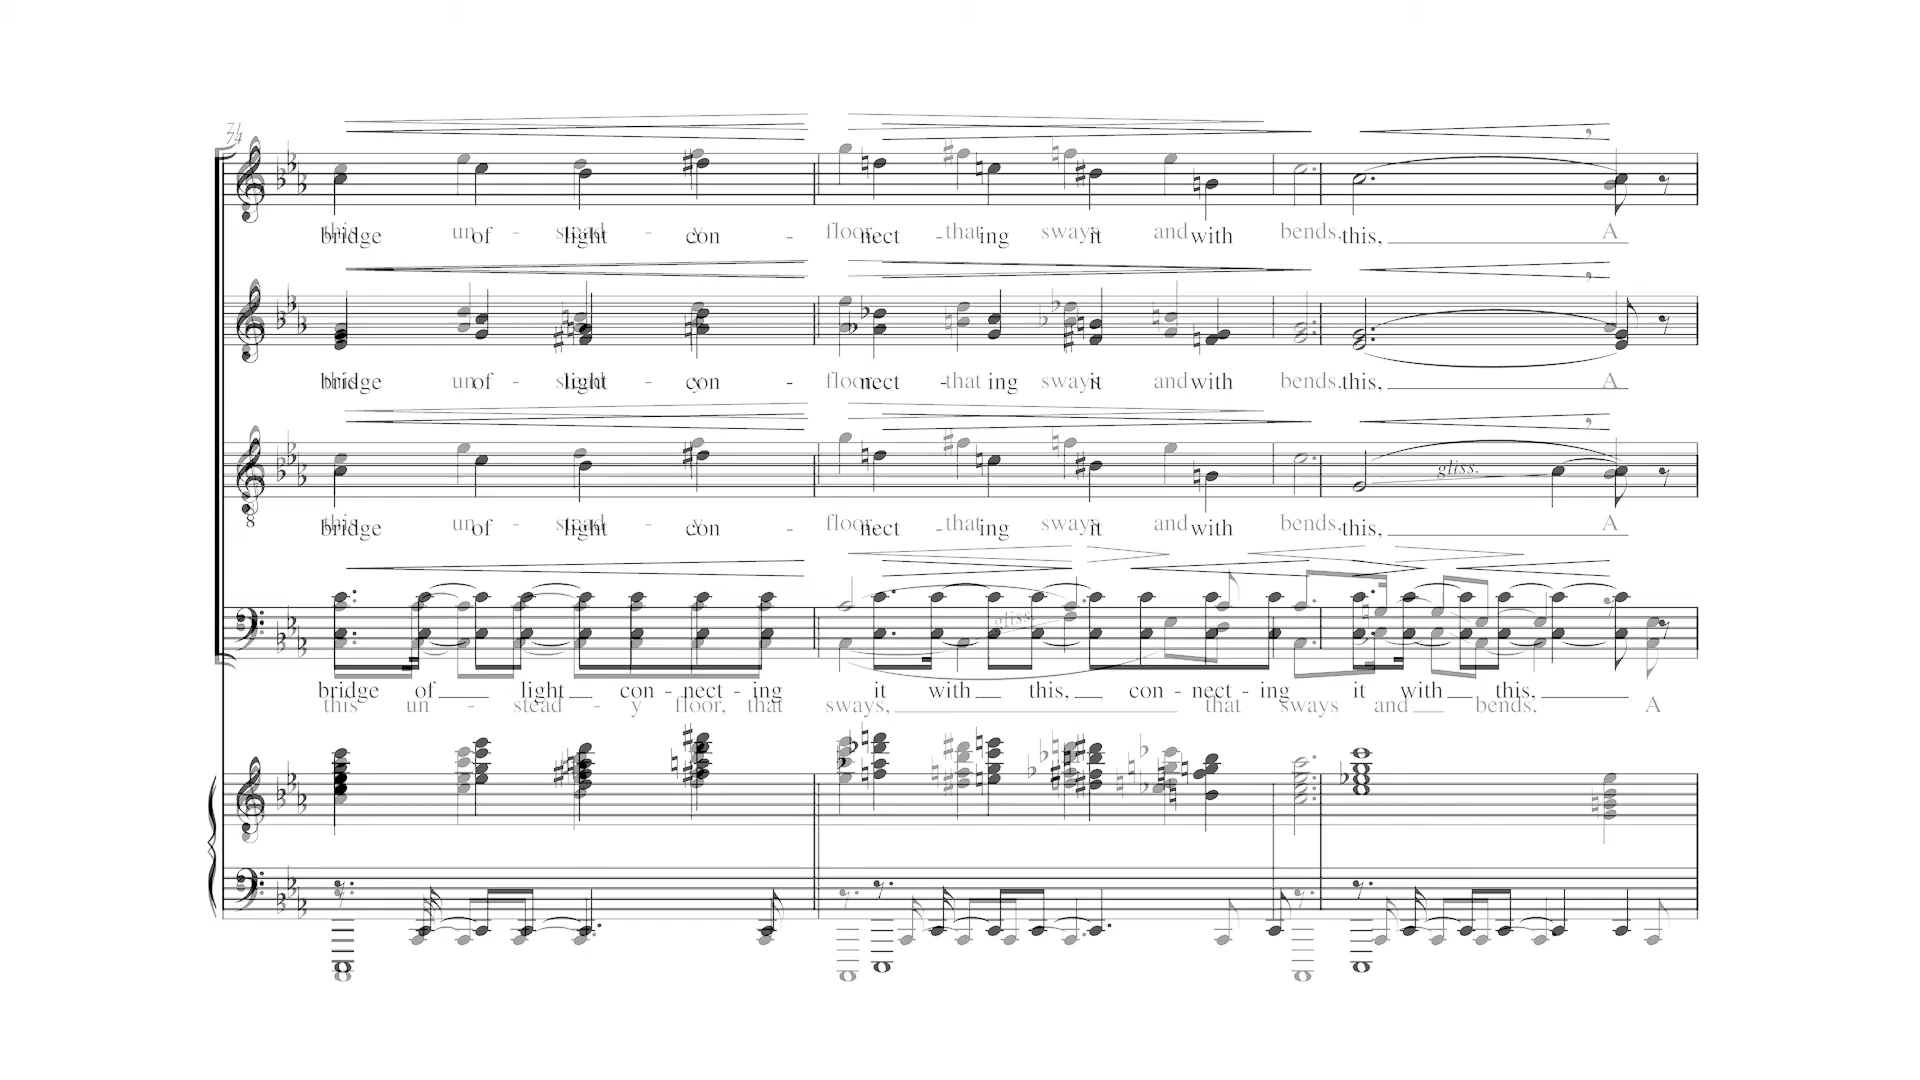 71
74
this un - stead - y floor, that sways and bends, A
bridge of light con - nect - ing it with this,
this un - stead - y floor, that sways and bends, A
bridge of light con - nect - ing it with this,
gliss.
8
this un - stead - y floor, that sways and bends, A
bridge of light con - nect - ing it with this,
gliss.
bridge of light con - nect - ing it with this, con - nect - ing it with this,
this un - stead - y floor, that sways, that sways and bends, A